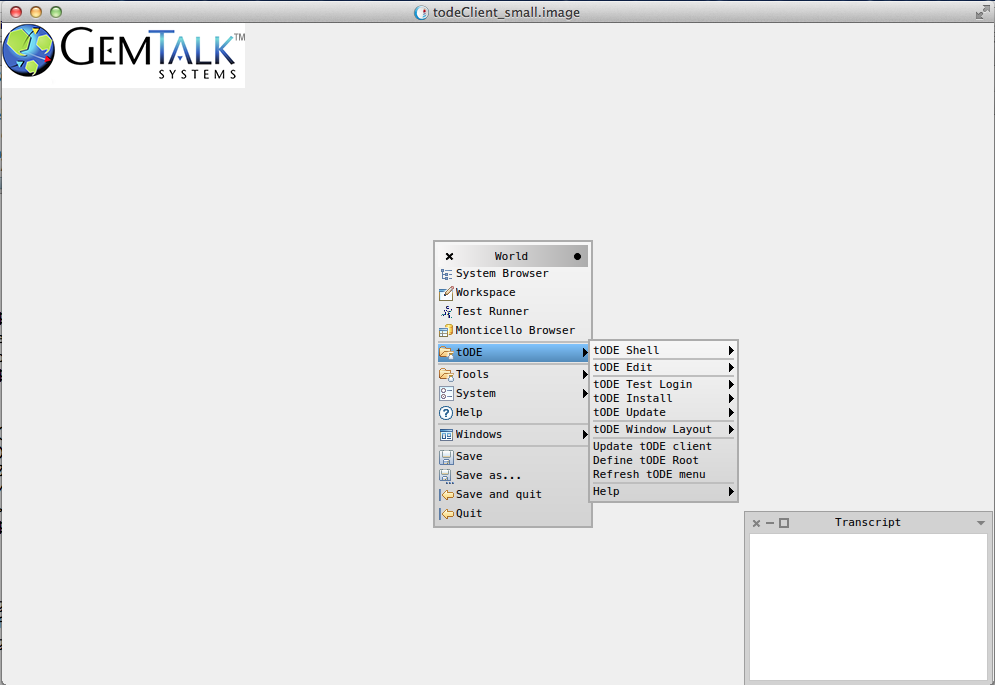 todeClient_small.image
GEMTALK™
SYSTEMS
World
System Browser
Workspace
Test Runner
Monticello Browser
tODE
Tools
System
Help
Windows
Save
Save as...
Save and quit
Quit
tODE Shell
tODE Edit
tODE Test Login
tODE Install
tODE Update
tODE Window Layout
Update tODE client
Define tODE Root
Refresh tODE menu
Help
Transcript